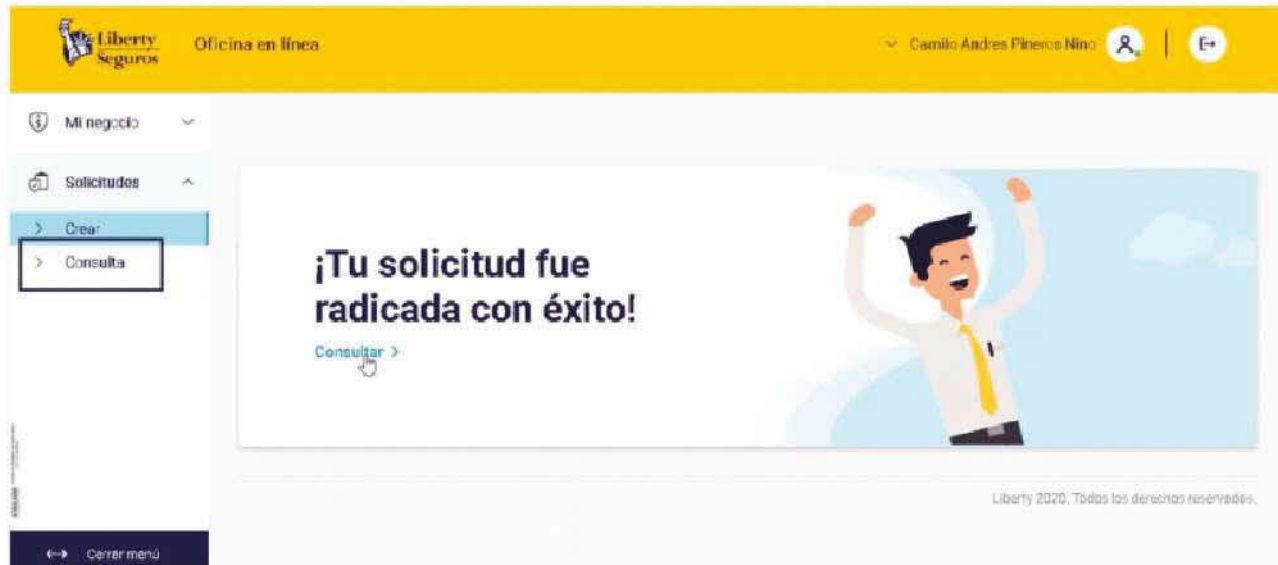 Liberty
Seguros
Oficina en línea
Camilo Andres Pineros Nino
Mi negocio
Solicitudes
Crear
Consulta
¡Tu solicitud fue
radicada con éxito!
Consultar >
Liberty 2020. Todos los derechos reservados.
Cerrar menú